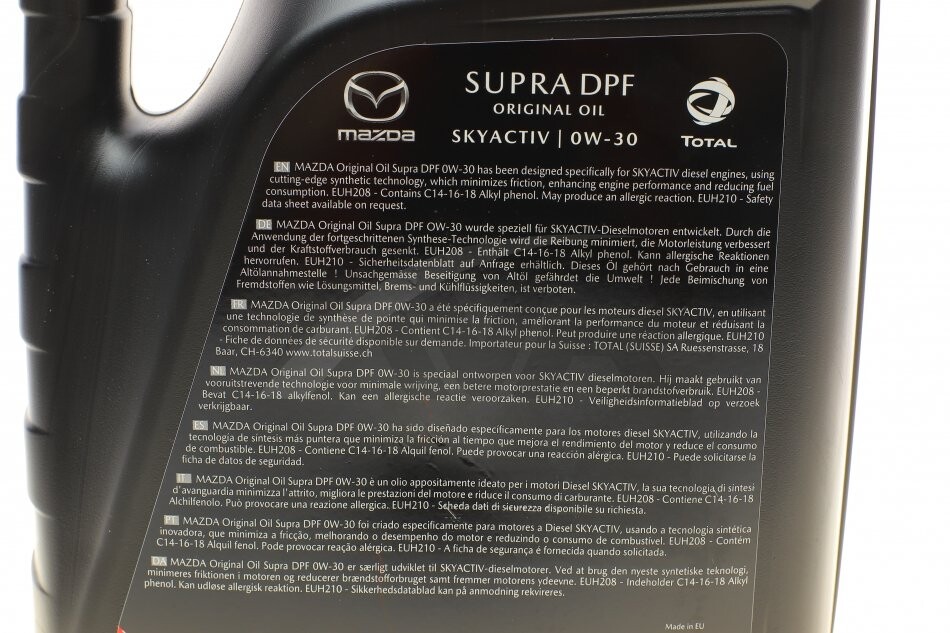 SUPRA DPF
ORIGINAL OIL
mazda
SKYACTIV | 0W-30
TOTAL
EN MAZDA Original Oil Supra DPF 0W-30 has been designed specifically for SKYACTIV diesel engines, using
cutting-edge synthetic technology, which minimizes friction, enhancing engine performance and reducing fuel
consumption. EUH208 - Contains C14-16-18 Alkyl phenol. May produce an allergic reaction. EUH210 - Safety
data sheet available on request.
DE MAZDA Original Oil Supra DPF 0W-30 wurde speziell für SKYACTIV-Dieselmotoren entwickelt. Durch die
Anwendung der fortgeschrittenen Synthese-Technologie wird die Reibung minimiert, die Motorleistung verbessert
und der Kraftstoffverbrauch gesenkt. EUH208 - Enthält C14-16-18 Alkyl phenol. Kann allergische Reaktionen
hervorrufen. EUH210 - Sicherheitsdatenblatt auf Anfrage erhältlich. Dieses Öl gehört nach Gebrauch in eine
Altölannahmestelle ! Unsachgemässe Beseitigung von Altöl gefährdet die Umwelt ! Jede Beimischung von
Fremdstoffen wie Lösungsmittel, Brems- und Kühlflüssigkeiten, ist verboten.
FR MAZDA Original Oil Supra DPF 0W-30 a été spécifiquement conçue pour les moteurs diesel SKYACTIV, en utilisant
une technologie de synthèse de pointe qui minimise la friction, améliorant la performance du moteur et réduisant la
consommation de carburant. EUH208 - Contient C14-16-18 Alkyl phenol. Peut produire une réaction allergique. EUH210
- Fiche de données de sécurité disponible sur demande. Importateur pour la Suisse : TOTAL (SUISSE) SA Ruessenstrasse, 18
Baar, CH-6340 www.totalsuisse.ch
NL MAZDA Original Oil Supra DPF 0W-30 is speciaal ontworpen voor SKYACTIV dieselmotoren. Hij maakt gebruik van
vooruitstrevende technologie voor minimale wrijving, een betere motorprestatie en een beperkt brandstofverbruik. EUH208 -
Bevat C14-16-18 alkylfenol. Kan een allergische reactie veroorzaken. EUH210 - Veiligheidsinformatieblad op verzoek
verkrijgbaar.
ES MAZDA Original Oil Supra DPF 0W-30 ha sido diseñado especificamente para los motores diesel SKYACTIV, utilizando la
tecnologia de sintesis más puntera que minimiza la fricción al tiempo que mejora el rendimiento del motor y reduce el consumo
de combustible. EUH208 - Contiene C14-16-18 Alquil fenol. Puede provocar una reacción alérgica. EUH210 - Puede solicitarse la
ficha de datos de seguridad.
IT MAZDA Original Oil Supra DPF 0W-30 è un olio appositamente ideato per i motori Diesel SKYACTIV, la sua tecnologia di sintesi
d'avanguardia minimizza l'attrito, migliora le prestazioni del motore e riduce il consumo di carburante. EUH208 - Contiene C14-16-18
Alchilfenolo. Può provocare una reazione allergica. EUH210 - Scheda dati di sicurezza disponibile su richiesta.
PT MAZDA Original Oil Supra DPF 0W-30 foi criado especificamente para motores a Diesel SKYACTIV, usando a tecnologia sintética
inovadora, que minimiza a fricção, melhorando o desempenho do motor e reduzindo o consumo de combustível. EUH208 - Contém
C14-16-18 Alquil fenol. Pode provocar reação alérgica. EUH210 - A ficha de segurança é fornecida quando solicitada.
DA MAZDA Original Oil Supra DPF 0W-30 er særligt udviklet til SKYACTIV-dieselmotorer. Ved at brug den nyeste syntetiske teknologi,
minimeres friktionen i motoren og reducerer brændstofforbruget samt fremmer motorens ydeevne. EUH208 - Indeholder C14-16-18 Alkyl
phenol. Kan udløse allergisk reaktion. EUH210 - Sikkerhedsdatablad kan på anmodning rekvireres.
Made in EU